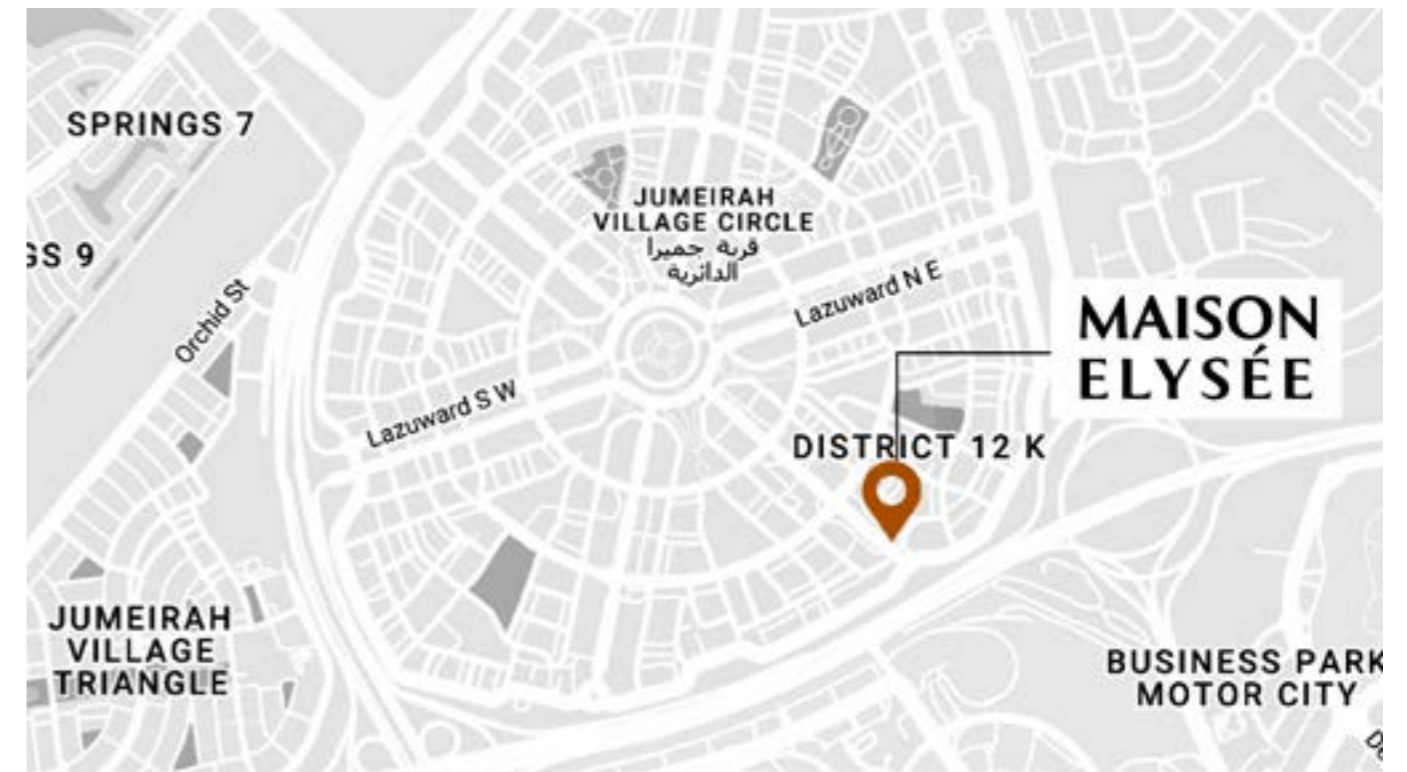 SPRINGS 7
JUMEIRAH
VILLAGE CIRCLE
قرية جميرا
الدائرية
GS 9
Lazuward N E
Orchid St
MAISON
ELYSÉE
Lazuward S W
DISTRICT 12 K
JUMEIRAH
VILLAGE
TRIANGLE
BUSINESS PARK
MOTOR CITY